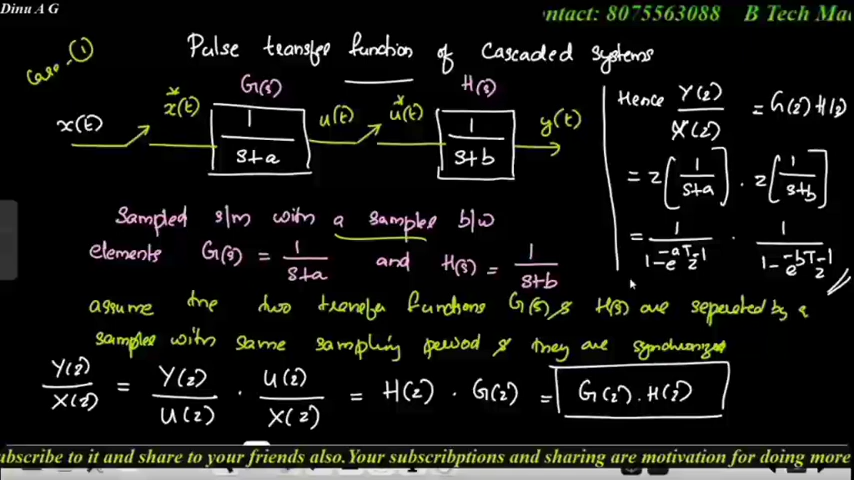 Dinu A G
ontact: 8075563088 B Tech Ma
Case-①
Pulse transfer function of Cascaded systems
G(s)
H(s)
x(t)
x*(t)
1/(s+a)
u(t)
u*(t)
1/(s+b)
y(t)
Hence Y(z)/X(z) = G(z)H(z)
= z[1/(s+a)] . z[1/(s+b)]
= 1/(1-e^-aT z^-1) . 1/(1-e^-bT z^-1)
Sampled s/m with a sampler b/w
elements G(s) = 1/(s+a) and H(s) = 1/(s+b)
assume the two transfer functions G(s) & H(s) are seperated by a
sampler with same sampling period & they are synchronized
Y(z)/X(z) = Y(z)/U(z) . U(z)/X(z) = H(z) . G(z) = G(z).H(z)
ubscribe to it and share to your friends also.Your subscribptions and sharing are motivation for doing more